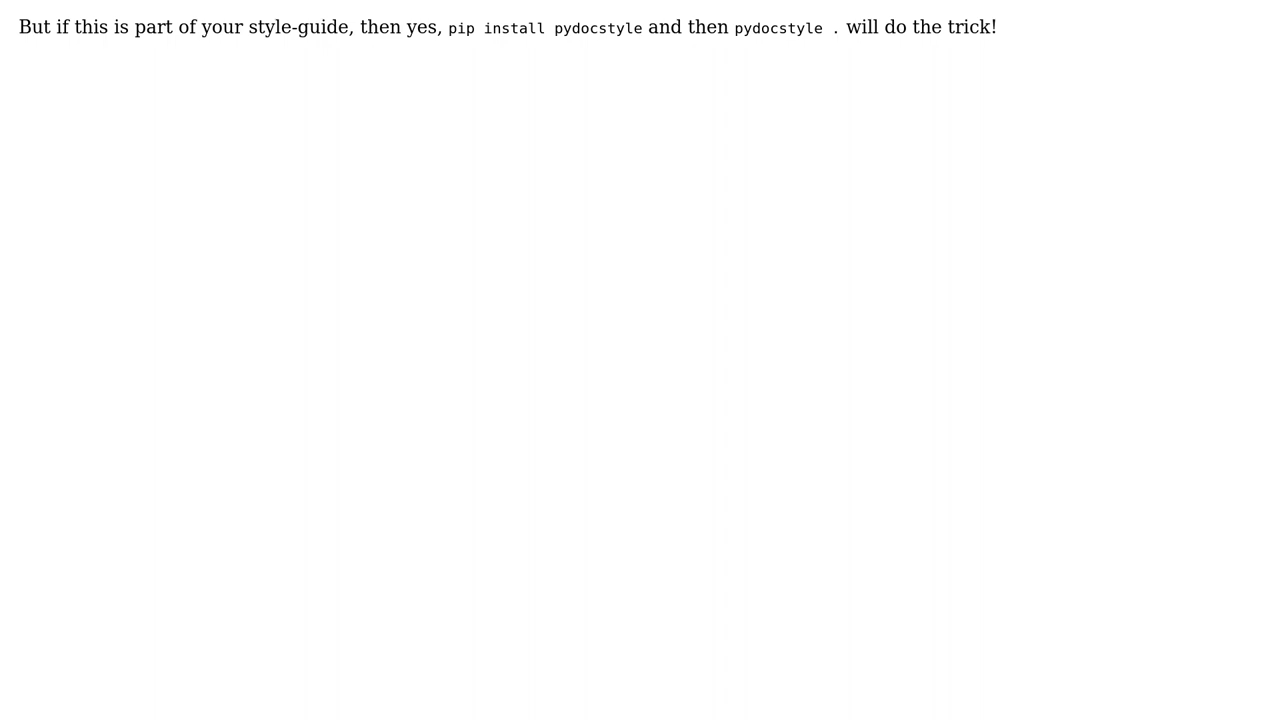 But if this is part of your style-guide, then yes, pip install pydocstyle and then pydocstyle . will do the trick!